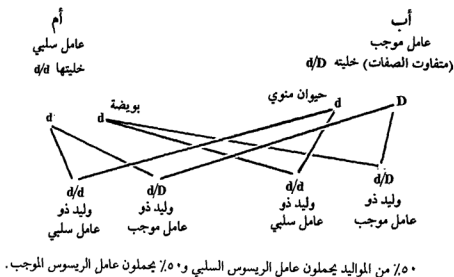 أب
أم
عامل موجب
عامل سلبي
(متفاوت الصفات) خليته d/D
خليتها d/d
حيوان منوي
بويضة
D
d
d
d
d/D
d/d
d/D
d/d
وليد ذو
وليد ذو
وليد ذو
وليد ذو
عامل موجب
عامل سلبي
عامل موجب
عامل سلبي
٥٠٪ من المواليد يحملون عامل الريسوس السلبي و٥٠٪ يحملون عامل الريسوس الموجب.